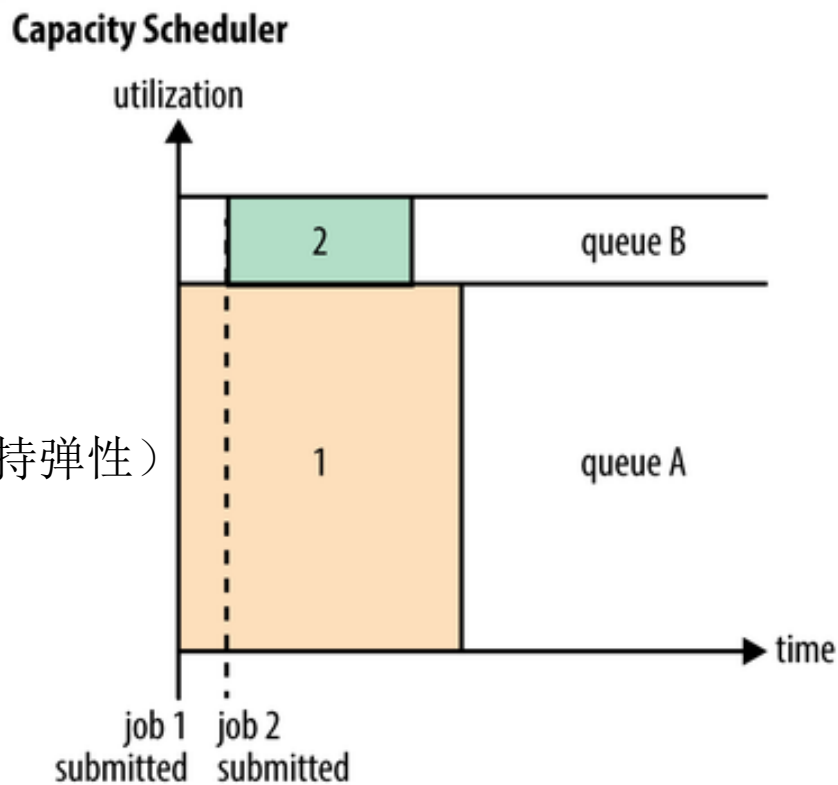 Capacity Scheduler
utilization
2
queue B
持弹性）
1
queue A
time
job 1
submitted
job 2
submitted